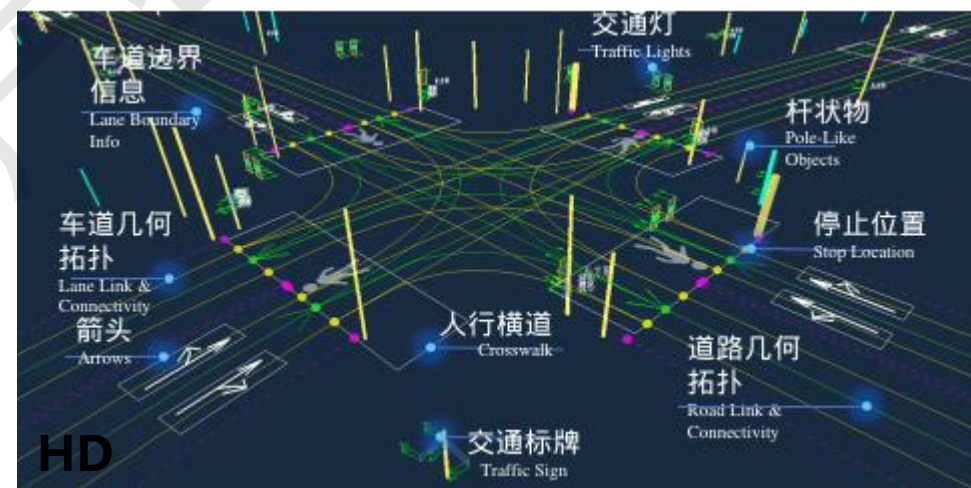 交通灯
Traffic Lights
车道边界
信息
Lane Boundary
Info
杆状物
Pole-Like
Objects
车道几何
拓扑
Lane Link &
Connectivity
停止位置
Stop Location
箭头
Arrows
人行横道
Crosswalk
道路几何
拓扑
Road Link &
Connectivity
交通标牌
Traffic Sign
HD